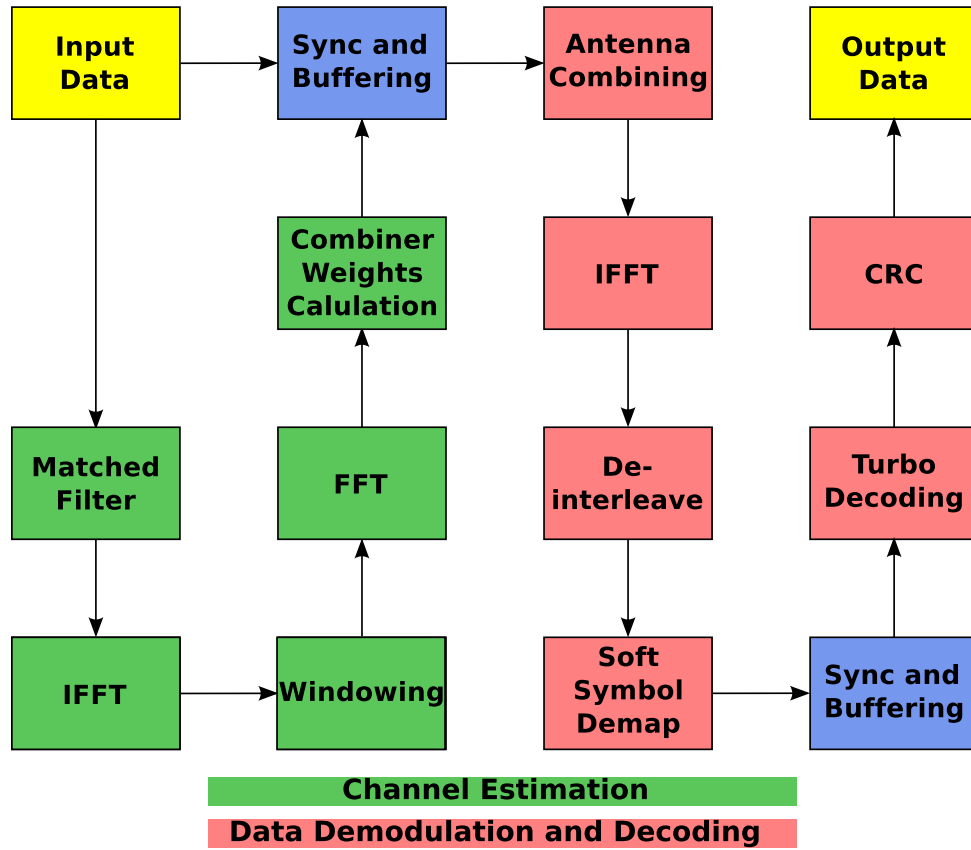 Input
Data
Sync and
Buffering
Antenna
Combining
Output
Data
Combiner
Weights
Calulation
IFFT
CRC
Matched
Filter
FFT
De-
interleave
Turbo
Decoding
IFFT
Windowing
Soft
Symbol
Demap
Sync and
Buffering
Channel Estimation
Data Demodulation and Decoding